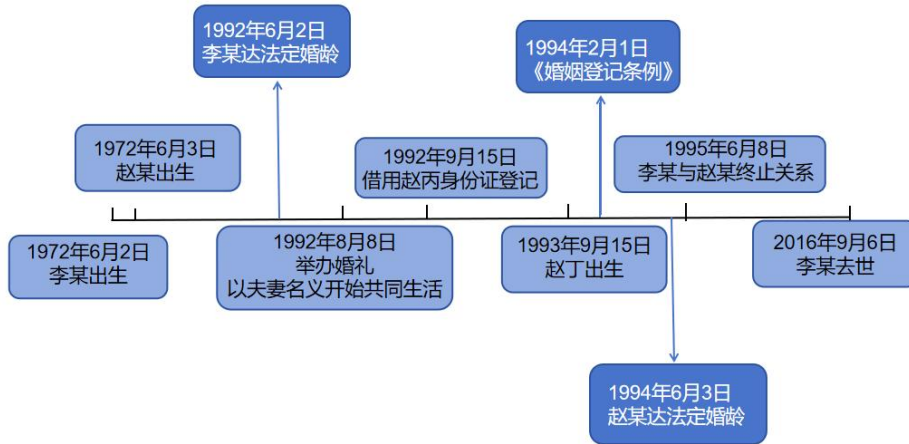 1992年6月2日
李某达法定婚龄
1994年2月1日
《婚姻登记条例》
1972年6月3日
赵某出生
1992年9月15日
借用赵丙身份证登记
1995年6月8日
李某与赵某终止关系
1972年6月2日
李某出生
1992年8月8日
举办婚礼
以夫妻名义开始共同生活
1993年9月15日
赵丁出生
2016年9月6日
李某去世
1994年6月3日
赵某达法定婚龄